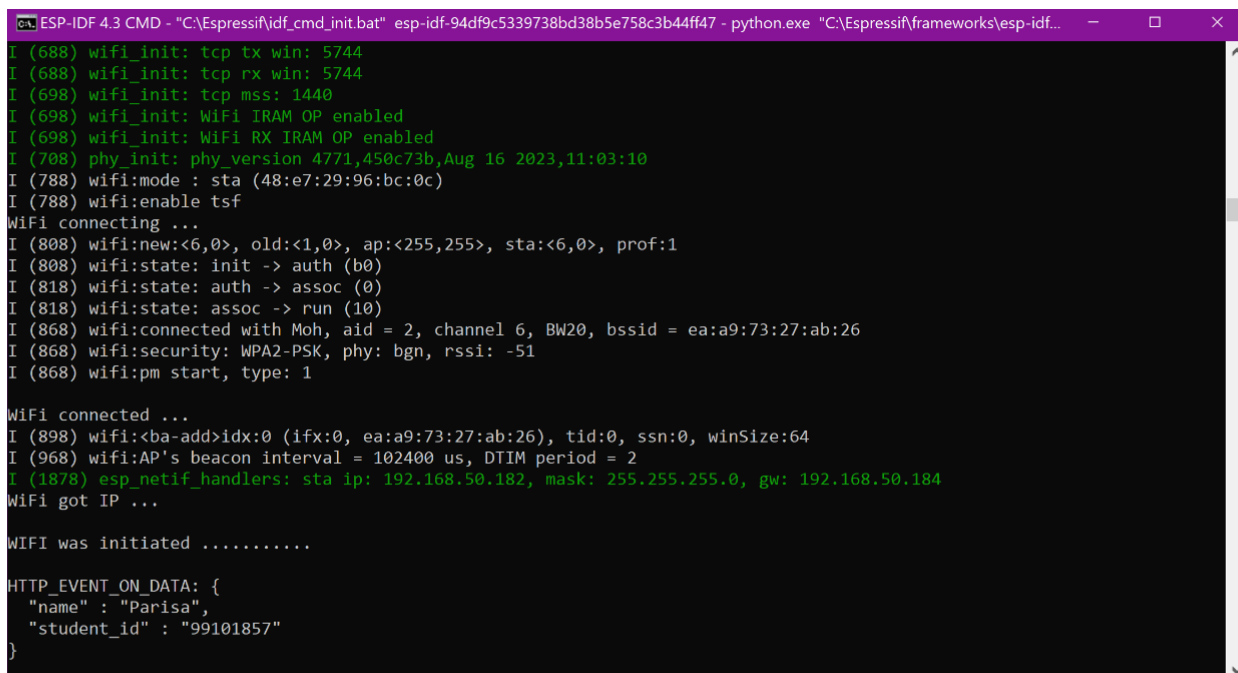 ESP-IDF 4.3 CMD - "C:\Espressif\idf_cmd_init.bat"  esp-idf-94df9c5339738bd38b5e758c3b44ff47 - python.exe  "C:\Espressif\frameworks\esp-idf...
I (688) wifi_init: tcp tx win: 5744
I (688) wifi_init: tcp rx win: 5744
I (698) wifi_init: tcp mss: 1440
I (698) wifi_init: WiFi IRAM OP enabled
I (698) wifi_init: WiFi RX IRAM OP enabled
I (708) phy_init: phy_version 4771,450c73b,Aug 16 2023,11:03:10
I (788) wifi:mode : sta (48:e7:29:96:bc:0c)
I (788) wifi:enable tsf
WiFi connecting ...
I (808) wifi:new:<6,0>, old:<1,0>, ap:<255,255>, sta:<6,0>, prof:1
I (808) wifi:state: init -> auth (b0)
I (818) wifi:state: auth -> assoc (0)
I (818) wifi:state: assoc -> run (10)
I (868) wifi:connected with Moh, aid = 2, channel 6, BW20, bssid = ea:a9:73:27:ab:26
I (868) wifi:security: WPA2-PSK, phy: bgn, rssi: -51
I (868) wifi:pm start, type: 1
WiFi connected ...
I (898) wifi:<ba-add>idx:0 (ifx:0, ea:a9:73:27:ab:26), tid:0, ssn:0, winSize:64
I (968) wifi:AP's beacon interval = 102400 us, DTIM period = 2
I (1878) esp_netif_handlers: sta ip: 192.168.50.182, mask: 255.255.255.0, gw: 192.168.50.184
WiFi got IP ...
WIFI was initiated ...........
HTTP_EVENT_ON_DATA: {
  "name" : "Parisa",
  "student_id" : "99101857"
}